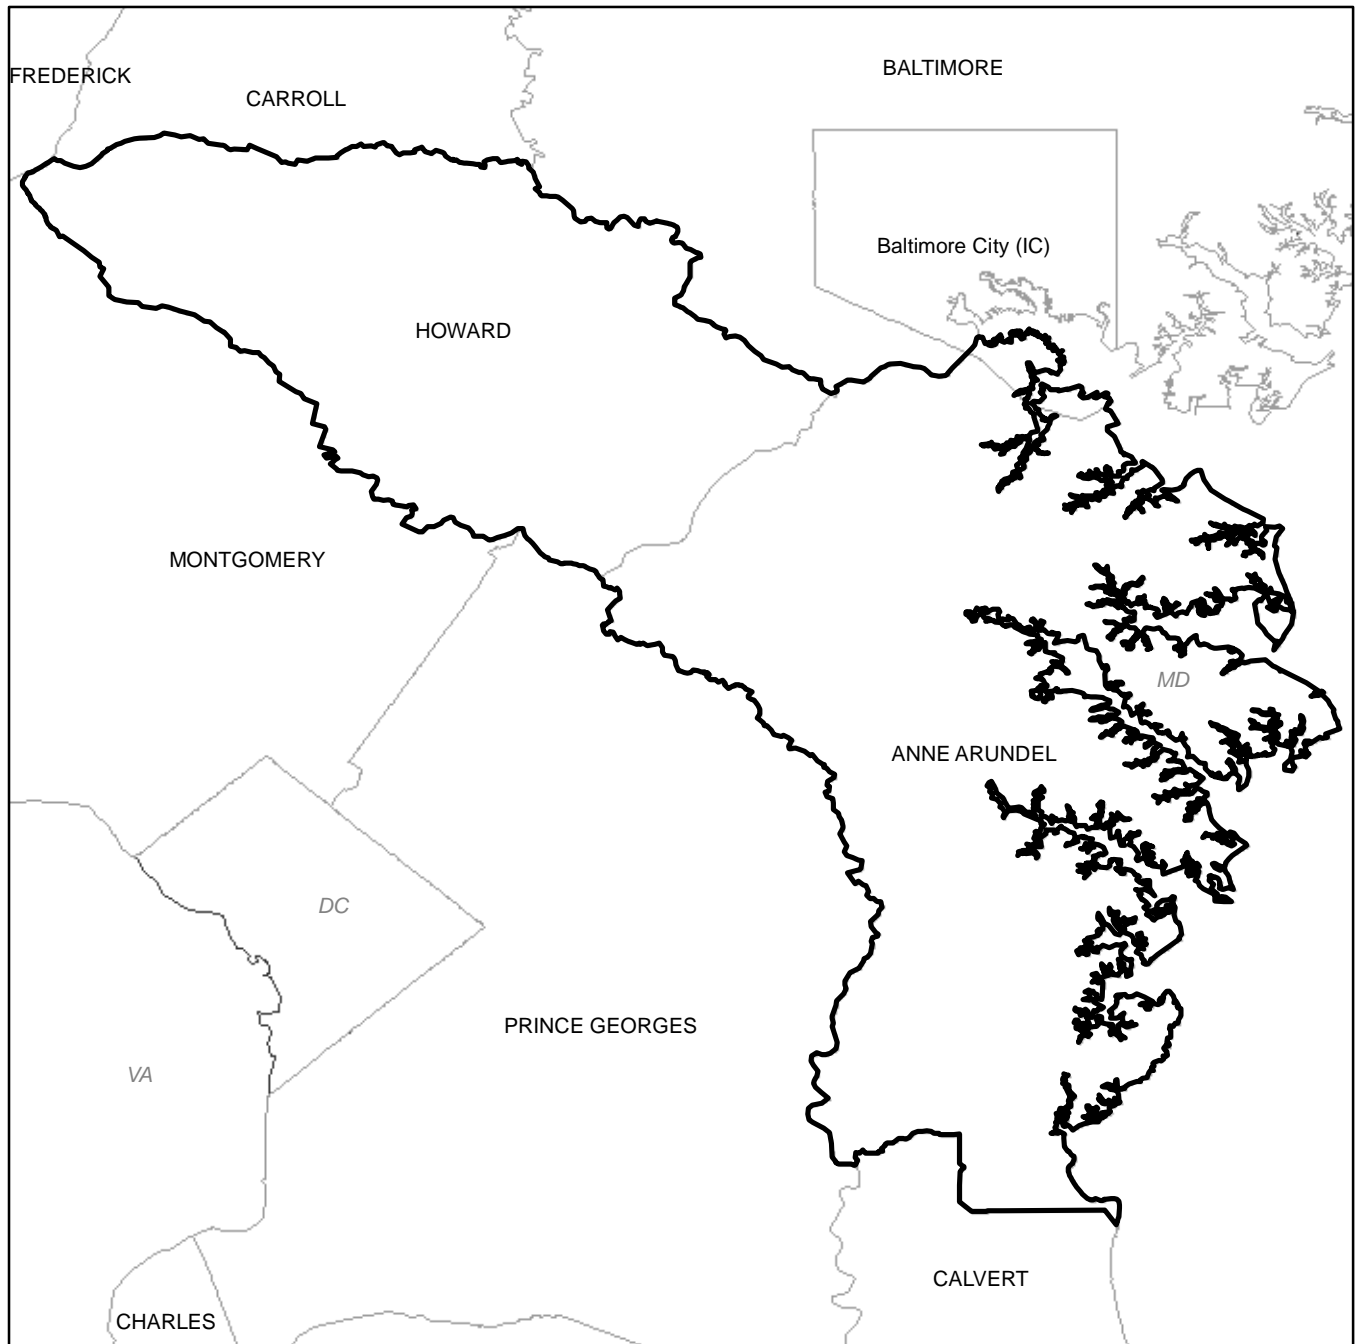 BALTIMORE
FREDERICK
CARROLL
Baltimore City (IC)
HOWARD
MONTGOMERY
MD
ANNE ARUNDEL
DC
PRINCE GEORGES
VA
CALVERT
CHARLES